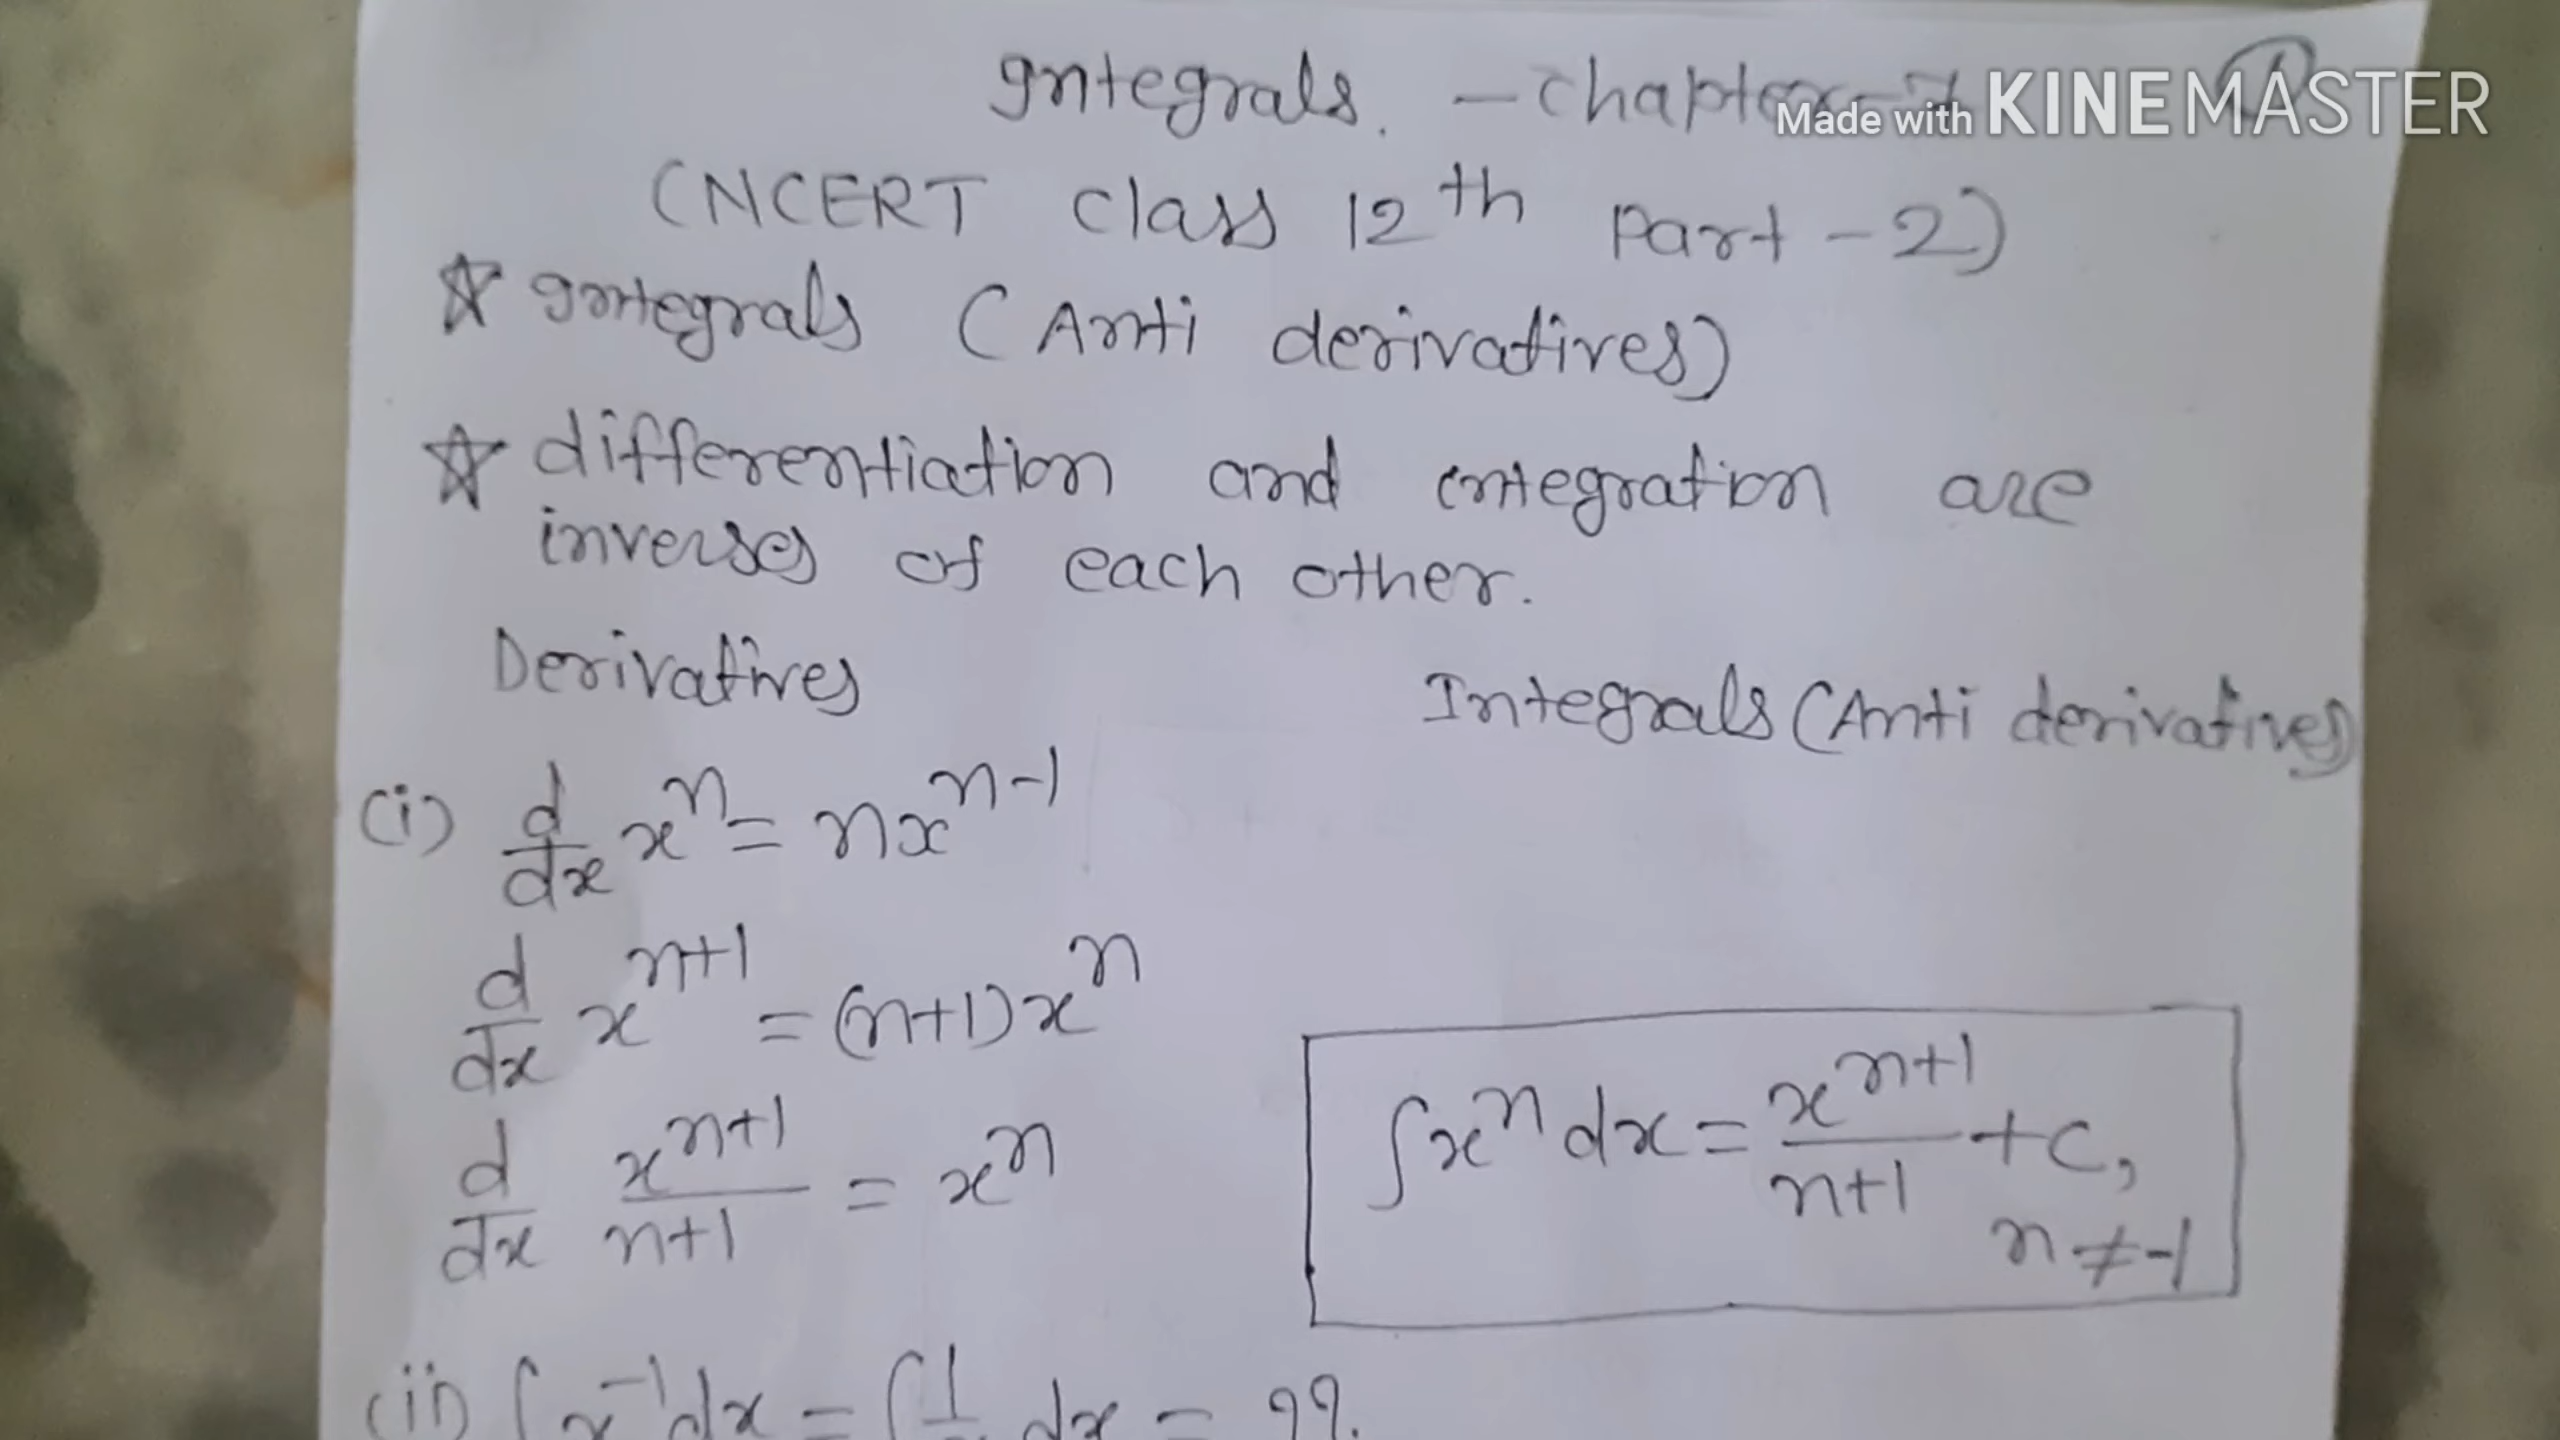 Integrals. - Chapter-7 1
Made with KINEMASTER
(NCERT Class 12th Part-2)
☆ Integrals (Anti derivatives)
☆ differentiation and integration are
inverses of each other.
Derivatives Integrals (Anti derivatives)
(i) d/dx x^n = nx^(n-1)
d/dx x^(n+1) = (n+1)x^n
d/dx x^(n+1)/(n+1) = x^n
∫x^n dx = x^(n+1)/(n+1) + c,
n ≠ -1
(ii) ∫x^-1 dx = ∫1/x dx = ??